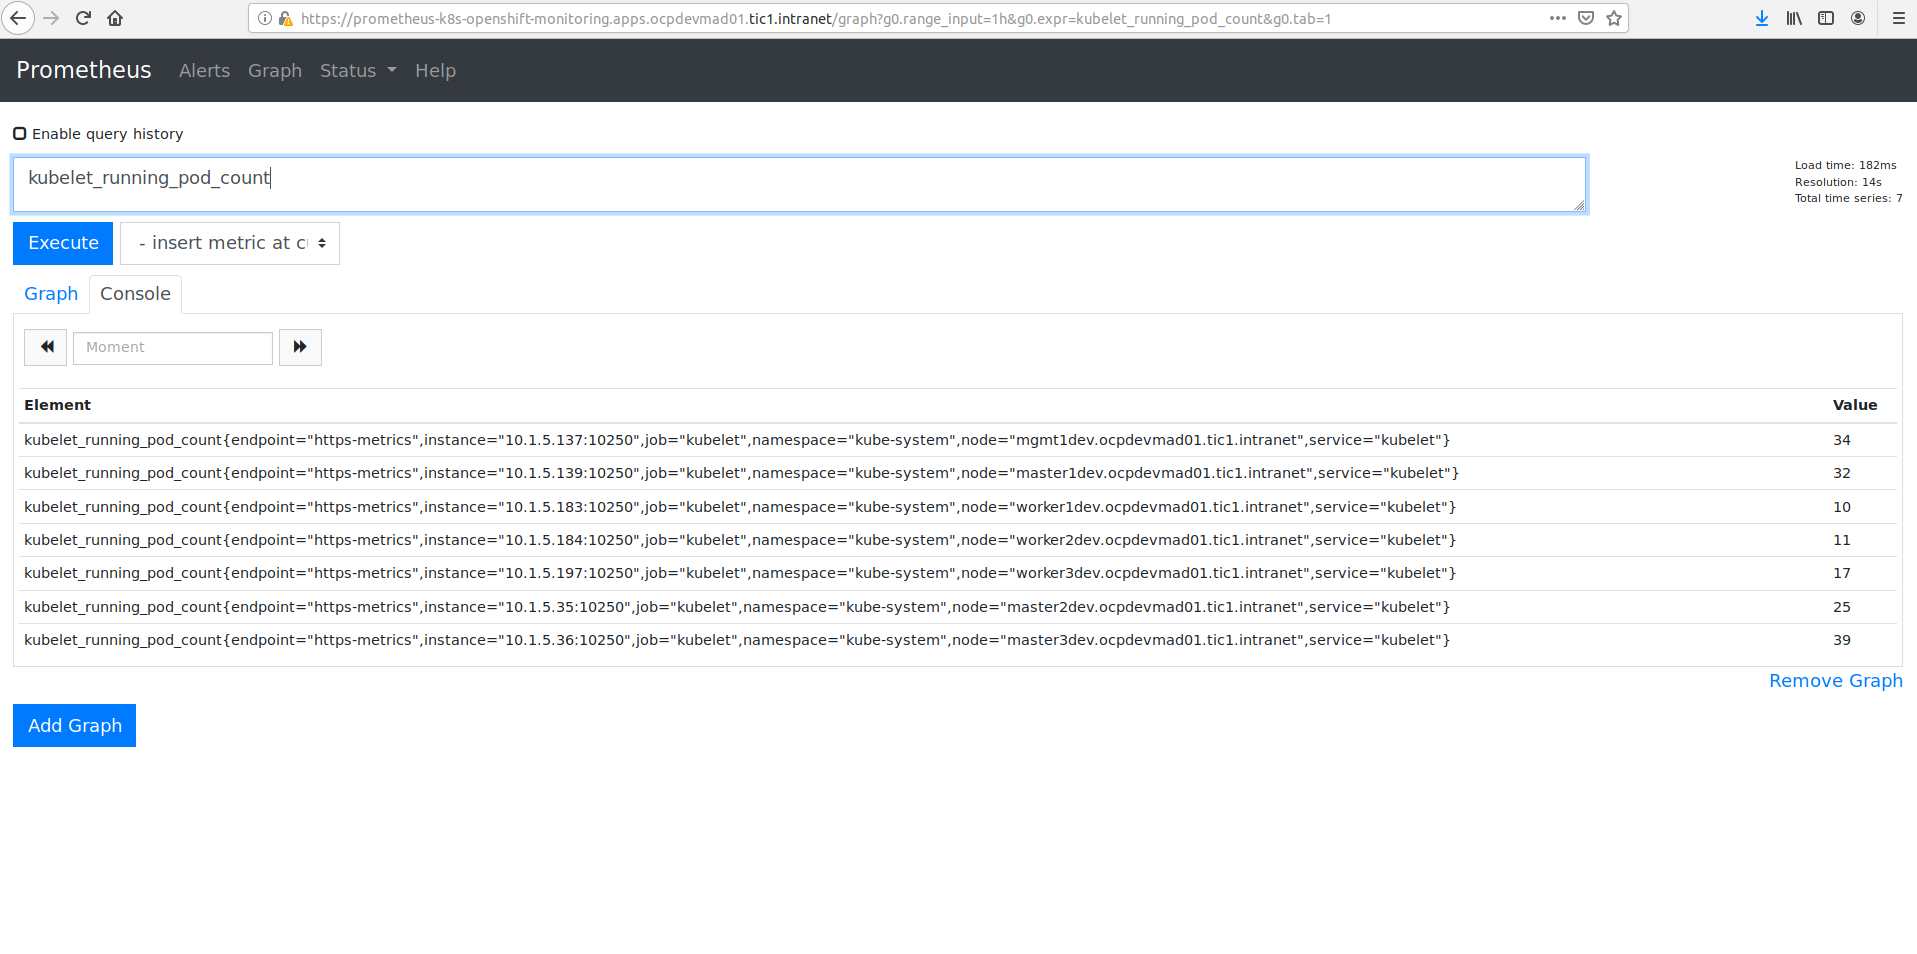 https://prometheus-k8s-openshift-monitoring.apps.ocpdevmad01.tic1.intranet/graph?g0.range_input=1h&g0.expr=kubelet_running_pod_count&g0.tab=1
Prometheus Alerts Graph Status Help
Enable query history
kubelet_running_pod_count
Load time: 182ms
Resolution: 14s
Total time series: 7
Execute - insert metric at c
Graph Console
Moment
Element Value
kubelet_running_pod_count{endpoint="https-metrics",instance="10.1.5.137:10250",job="kubelet",namespace="kube-system",node="mgmt1dev.ocpdevmad01.tic1.intranet",service="kubelet"} 34
kubelet_running_pod_count{endpoint="https-metrics",instance="10.1.5.139:10250",job="kubelet",namespace="kube-system",node="master1dev.ocpdevmad01.tic1.intranet",service="kubelet"} 32
kubelet_running_pod_count{endpoint="https-metrics",instance="10.1.5.183:10250",job="kubelet",namespace="kube-system",node="worker1dev.ocpdevmad01.tic1.intranet",service="kubelet"} 10
kubelet_running_pod_count{endpoint="https-metrics",instance="10.1.5.184:10250",job="kubelet",namespace="kube-system",node="worker2dev.ocpdevmad01.tic1.intranet",service="kubelet"} 11
kubelet_running_pod_count{endpoint="https-metrics",instance="10.1.5.197:10250",job="kubelet",namespace="kube-system",node="worker3dev.ocpdevmad01.tic1.intranet",service="kubelet"} 17
kubelet_running_pod_count{endpoint="https-metrics",instance="10.1.5.35:10250",job="kubelet",namespace="kube-system",node="master2dev.ocpdevmad01.tic1.intranet",service="kubelet"} 25
kubelet_running_pod_count{endpoint="https-metrics",instance="10.1.5.36:10250",job="kubelet",namespace="kube-system",node="master3dev.ocpdevmad01.tic1.intranet",service="kubelet"} 39
Remove Graph
Add Graph